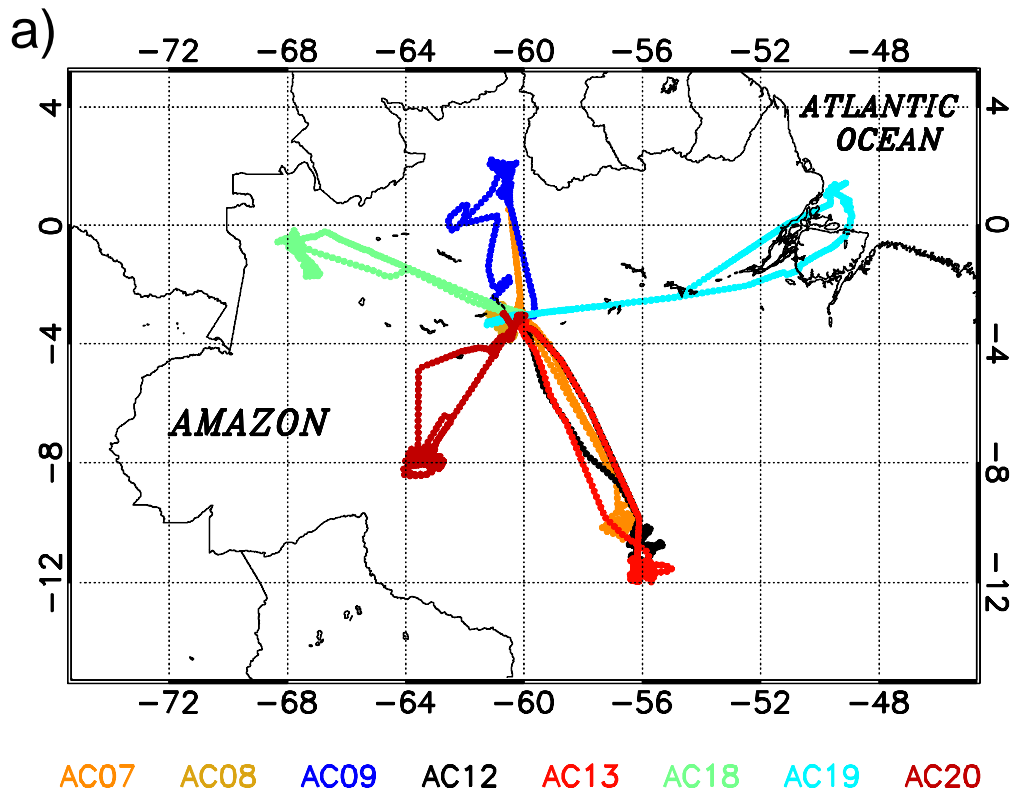 a)
−72 −68 −64 −60 −56 −52 −48
4 4
ATLANTIC
OCEAN
0 0
−4 −4
AMAZON
−8 −8
−12 −12
−72 −68 −64 −60 −56 −52 −48
AC07 AC08 AC09 AC12 AC13 AC18 AC19 AC20